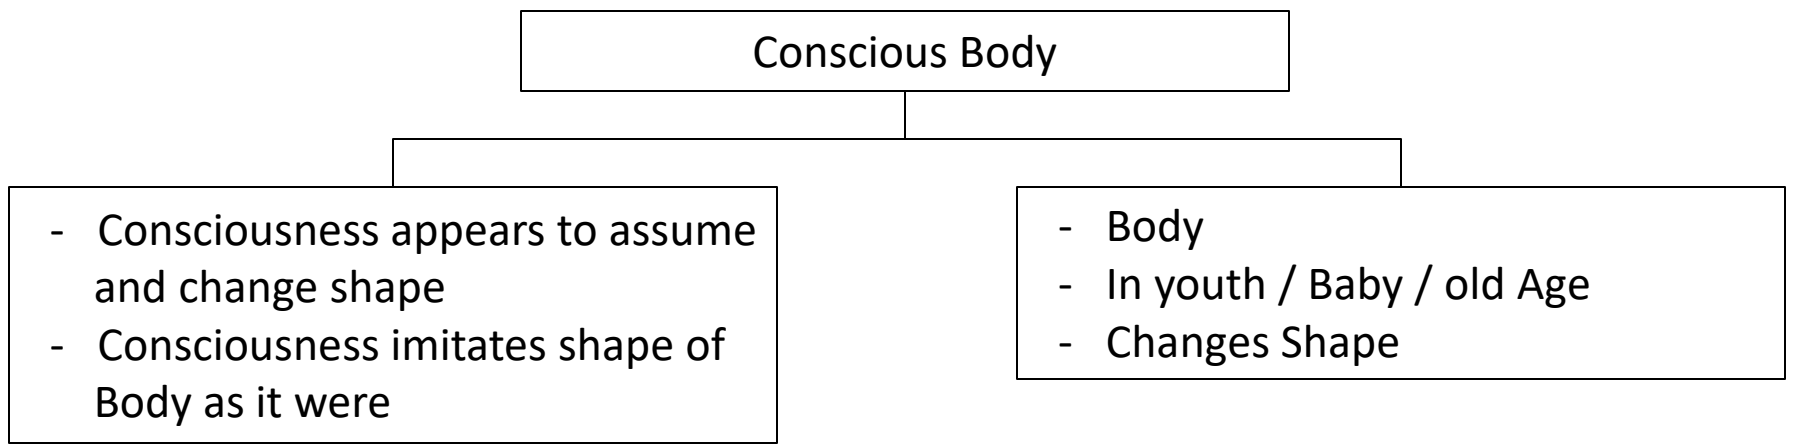 Conscious Body
- Consciousness appears to assume
and change shape
- Consciousness imitates shape of
Body as it were
- Body
- In youth / Baby / old Age
- Changes Shape